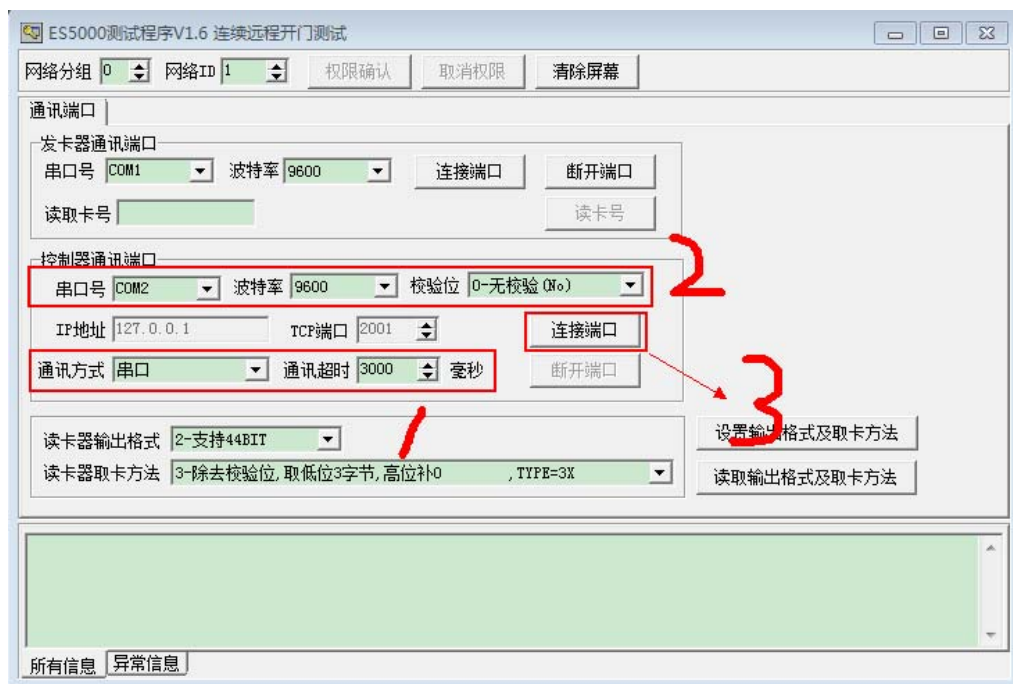 ES5000测试程序V1.6 连续远程开门测试
网络分组 0 网络ID 1 权限确认 取消权限 清除屏幕
通讯端口
发卡器通讯端口
串口号 COM1 波特率 9600 连接端口 断开端口
读取卡号 读卡号
控制器通讯端口
2
串口号 COM2 波特率 9600 校验位 0-无校验(No)
IP地址 127.0.0.1 TCP端口 2001 连接端口
通讯方式 串口 通讯超时 3000 毫秒 断开端口
3
1
读卡器输出格式 2-支持44BIT 设置输出格式及取卡方法
读卡器取卡方法 3-除去校验位,取低位3字节,高位补0 ,TYPE=3X 读取输出格式及取卡方法
所有信息 异常信息